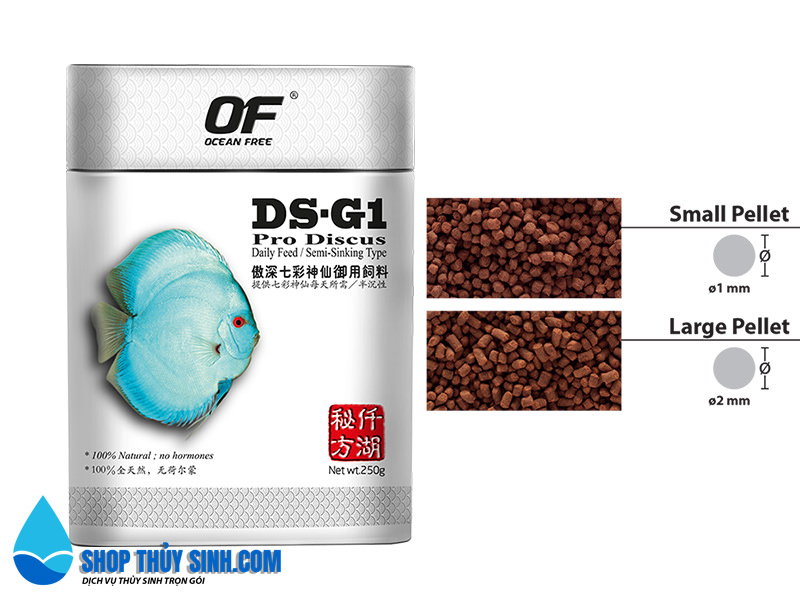 OF®
OCEAN FREE
DS-G1
Pro Discus
Daily Feed / Semi-Sinking Type
傲深七彩神仙御用飼料
提供七彩神仙每天所需／半沉性
秘仟
方湖
* 100% Natural ; no hormones
* 100%全天然，无荷尔蒙
Net wt.250g
Small Pellet
Ø
ø1 mm
Large Pellet
Ø
ø2 mm
SHOP THỦY SINH.COM
DỊCH VỤ THỦY SINH TRỌN GÓI